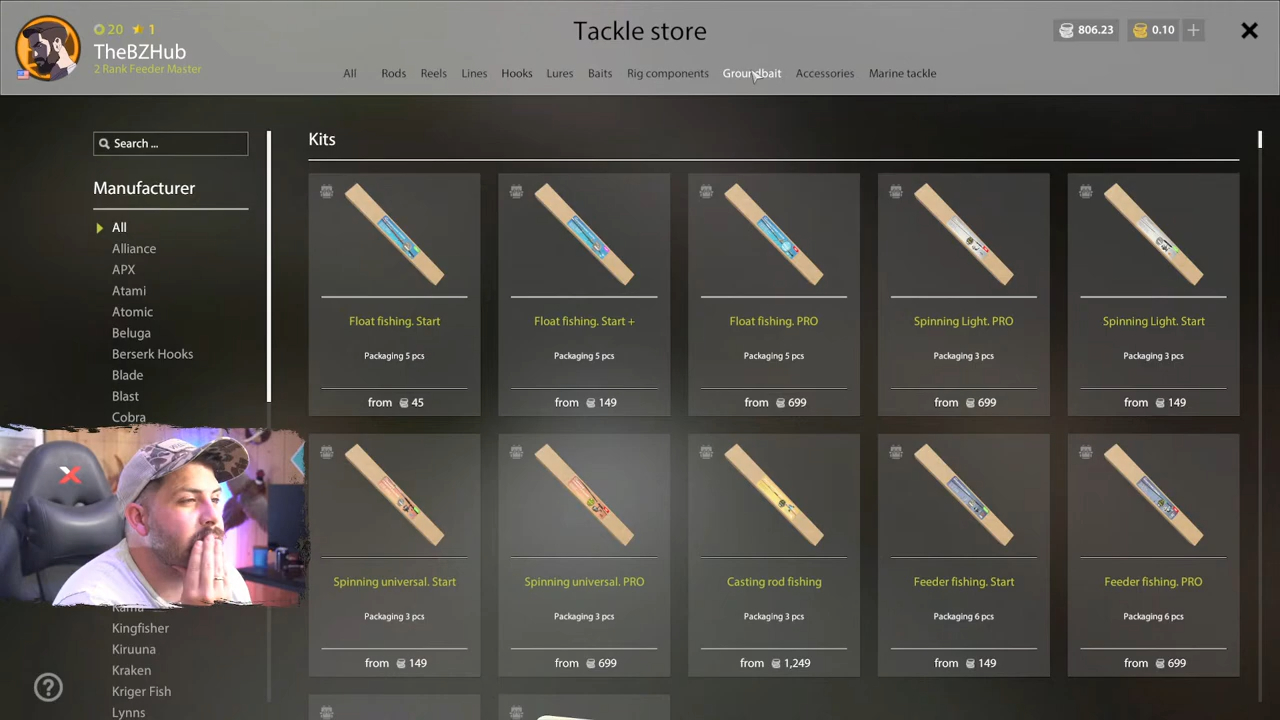 20 1
TheBZHub
2 Rank Feeder Master
Tackle store
806.23 0.10 +
All Rods Reels Lines Hooks Lures Baits Rig components Groundbait Accessories Marine tackle
Search ...
Manufacturer
All
Alliance
APX
Atami
Atomic
Beluga
Berserk Hooks
Blade
Blast
Cobra
Kama
Kingfisher
Kiruuna
Kraken
Kriger Fish
Lynns
Kits
Float fishing. Start
Packaging 5 pcs
from 45
Float fishing. Start +
Packaging 5 pcs
from 149
Float fishing. PRO
Packaging 5 pcs
from 699
Spinning Light. PRO
Packaging 3 pcs
from 699
Spinning Light. Start
Packaging 3 pcs
from 149
Spinning universal. Start
Packaging 3 pcs
from 149
Spinning universal. PRO
Packaging 3 pcs
from 699
Casting rod fishing
Packaging 3 pcs
from 1,249
Feeder fishing. Start
Packaging 6 pcs
from 149
Feeder fishing. PRO
Packaging 6 pcs
from 699
?